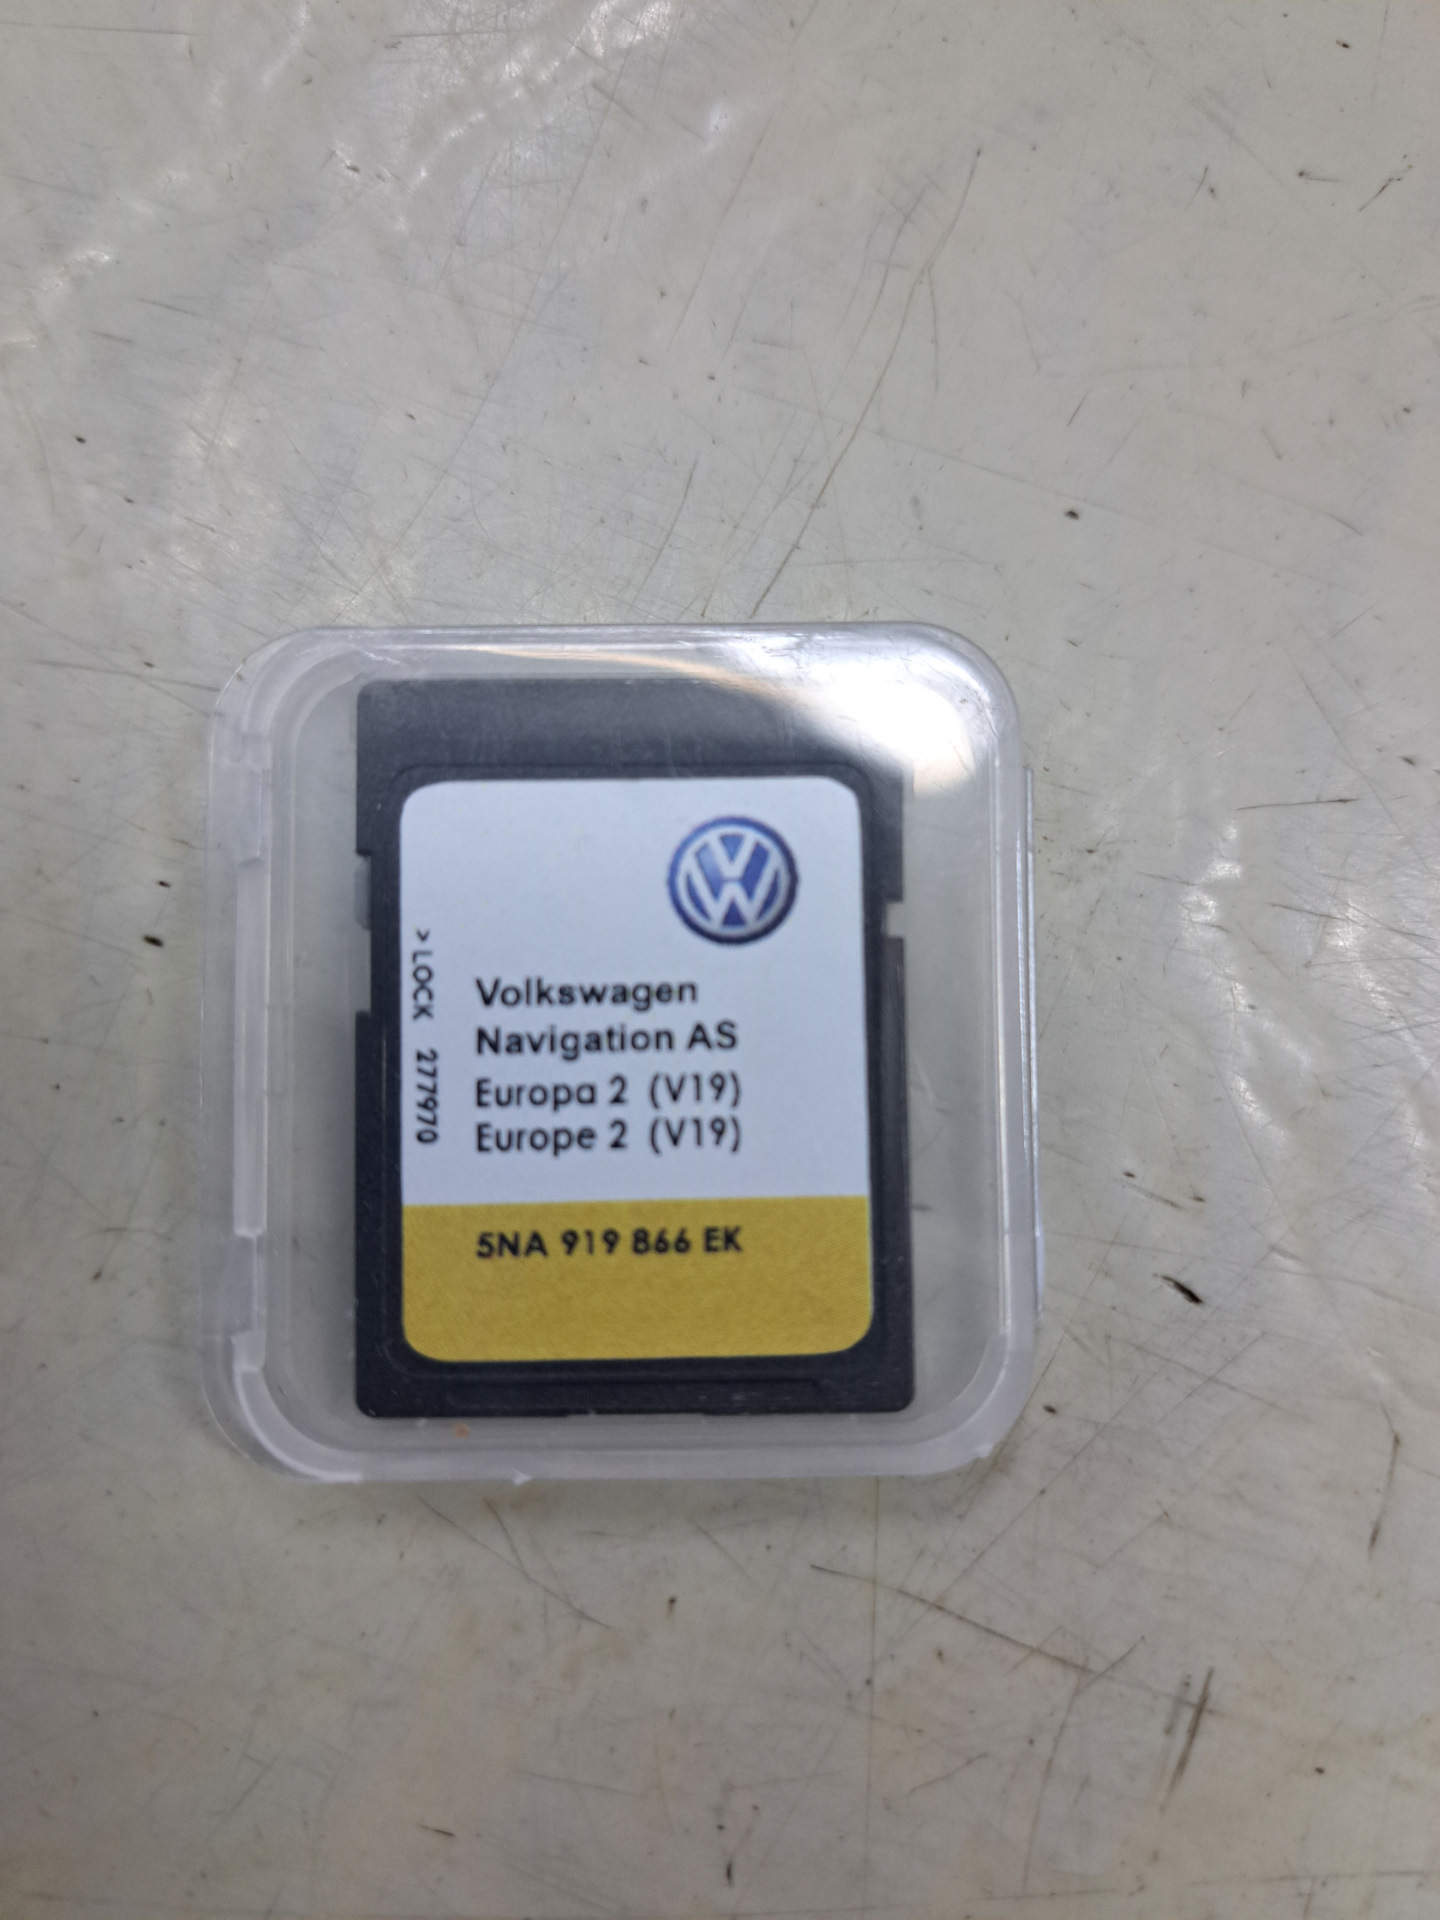 Volkswagen
Navigation AS
Europa 2 (V19)
Europe 2 (V19)
5NA 919 866 EK
> LOCK 277970